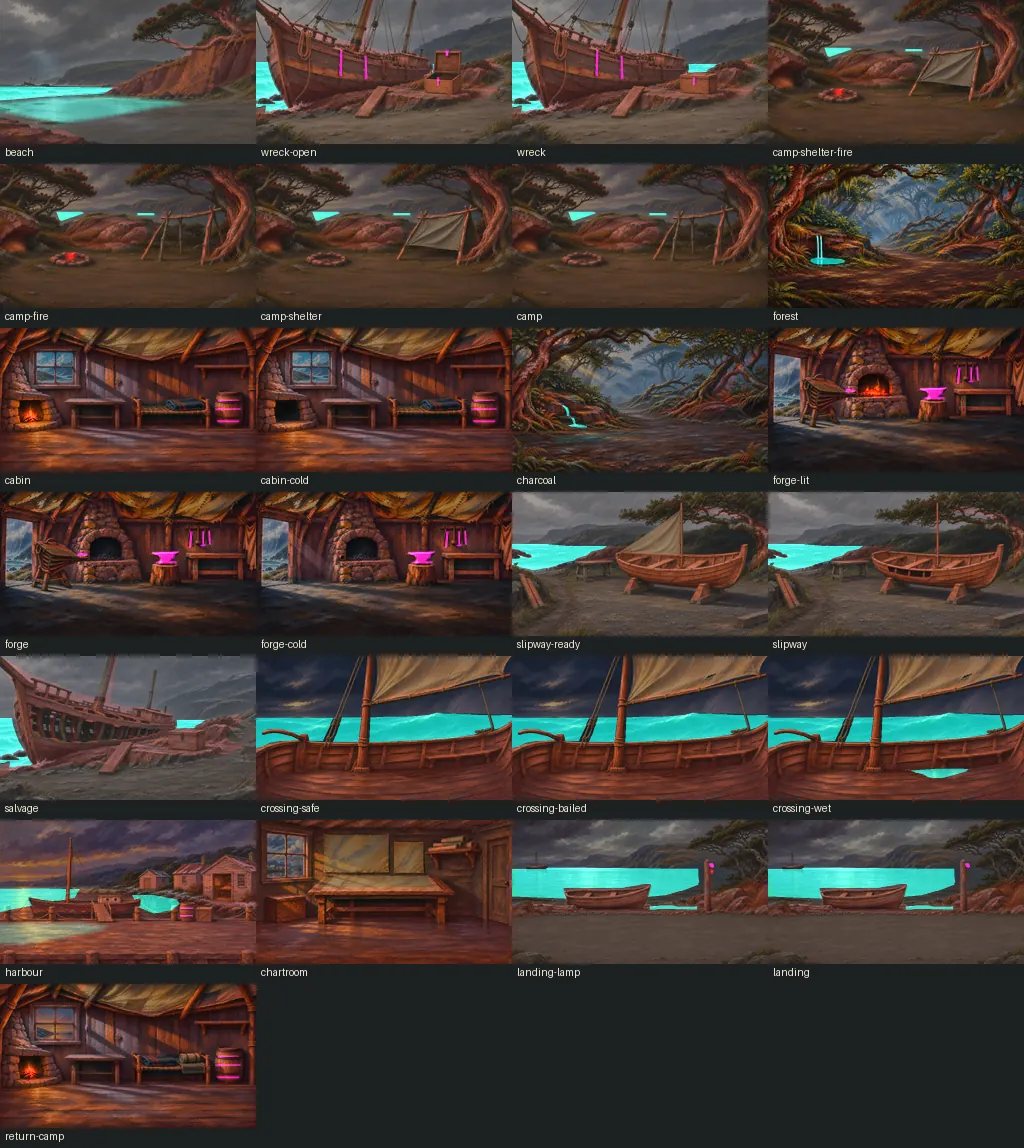 beach
wreck-open
wreck
camp-shelter-fire
camp-fire
camp-shelter
camp
forest
cabin
cabin-cold
charcoal
forge-lit
forge
forge-cold
slipway-ready
slipway
salvage
crossing-safe
crossing-bailed
crossing-wet
harbour
chartroom
landing-lamp
landing
return-camp